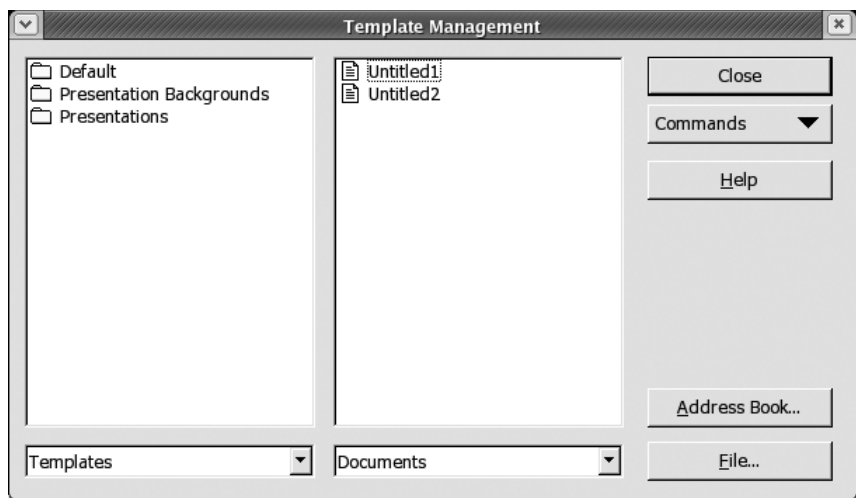 Template Management
Default
Presentation Backgrounds
Presentations
Templates
Untitled1
Untitled2
Documents
Close
Commands
Help
Address Book...
File...